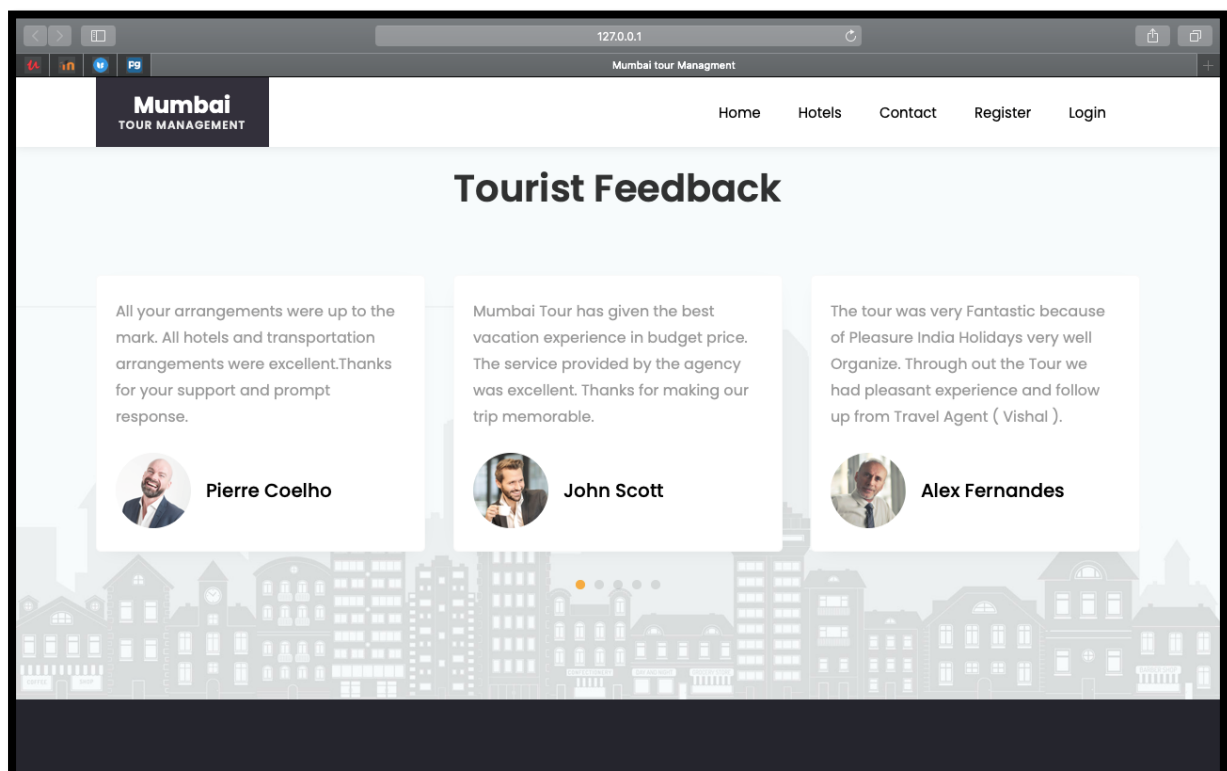 127.0.0.1
Mumbai tour Managment
Mumbai
TOUR MANAGEMENT
Home Hotels Contact Register Login
Tourist Feedback
All your arrangements were up to the
mark. All hotels and transportation
arrangements were excellent.Thanks
for your support and prompt
response.
Pierre Coelho
Mumbai Tour has given the best
vacation experience in budget price.
The service provided by the agency
was excellent. Thanks for making our
trip memorable.
John Scott
The tour was very Fantastic because
of Pleasure India Holidays very well
Organize. Through out the Tour we
had pleasant experience and follow
up from Travel Agent ( Vishal ).
Alex Fernandes
COFFEE SHOP